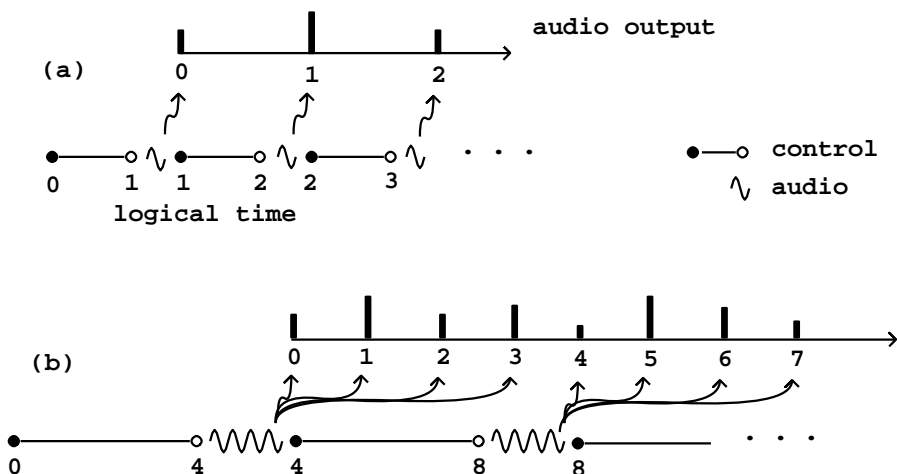 audio output
(a)
0 1 2
control
0 1 1 2 2 3 . . .
audio
logical time
0 1 2 3 4 5 6 7
(b)
0 4 4 8 8 . . .